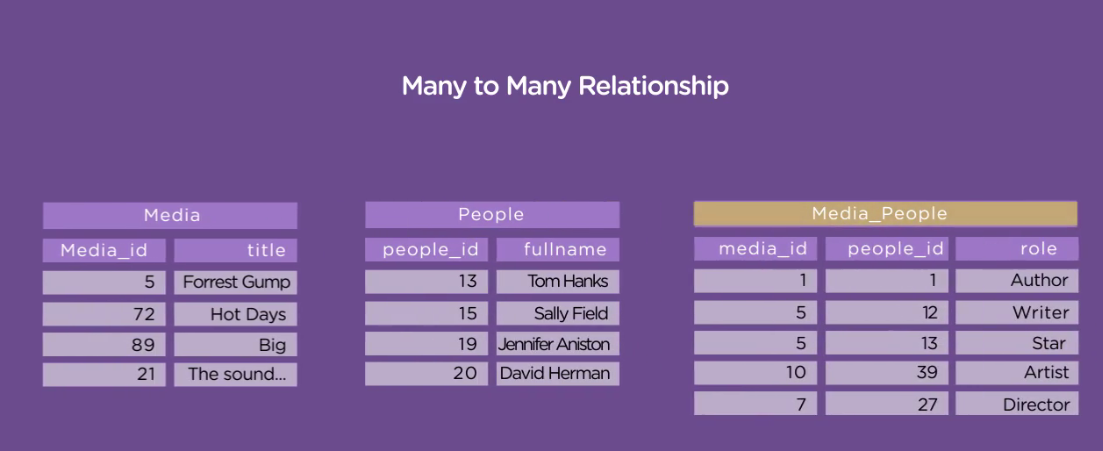 Many to Many Relationship
Media
Media_id title
5 Forrest Gump
72 Hot Days
89 Big
21 The sound...
People
people_id fullname
13 Tom Hanks
15 Sally Field
19 Jennifer Aniston
20 David Herman
Media_People
media_id people_id role
1 1 Author
5 12 Writer
5 13 Star
10 39 Artist
7 27 Director